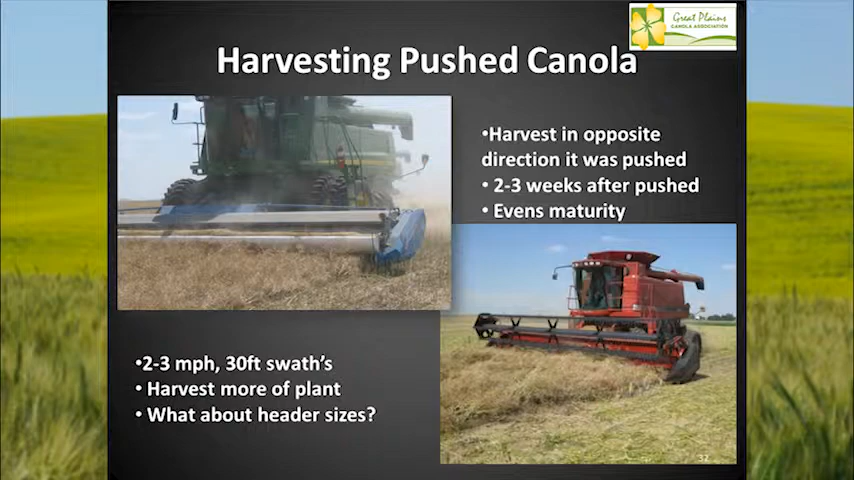 Great Plains
CANOLA ASSOCIATION
Harvesting Pushed Canola
•Harvest in opposite
direction it was pushed
• 2-3 weeks after pushed
• Evens maturity
•2-3 mph, 30ft swath's
• Harvest more of plant
• What about header sizes?
32